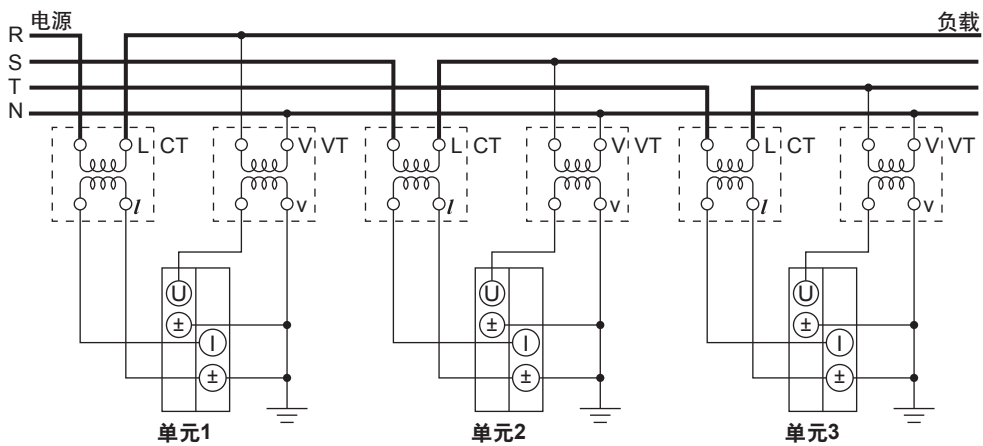 电源
负载
R
S
T
N
L CT V VT L CT V VT L CT V VT
l v l v l v
U U U
± ± ±
I I I
± ± ±
单元1 单元2 单元3